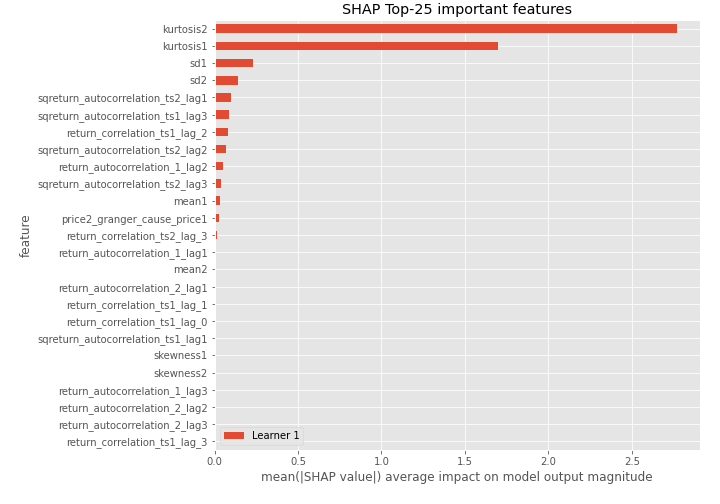 SHAP Top-25 important features
kurtosis2
kurtosis1
sd1
sd2
sqreturn_autocorrelation_ts2_lag1
sqreturn_autocorrelation_ts1_lag3
return_correlation_ts1_lag_2
sqreturn_autocorrelation_ts2_lag2
return_autocorrelation_1_lag2
sqreturn_autocorrelation_ts2_lag3
mean1
price2_granger_cause_price1
return_correlation_ts2_lag_3
return_autocorrelation_1_lag1
mean2
return_autocorrelation_2_lag1
return_correlation_ts1_lag_1
return_correlation_ts1_lag_0
sqreturn_autocorrelation_ts1_lag1
skewness1
skewness2
return_autocorrelation_1_lag3
return_autocorrelation_2_lag2
return_autocorrelation_2_lag3
return_correlation_ts1_lag_3
feature
Learner 1
0.0 0.5 1.0 1.5 2.0 2.5
mean(|SHAP value|) average impact on model output magnitude